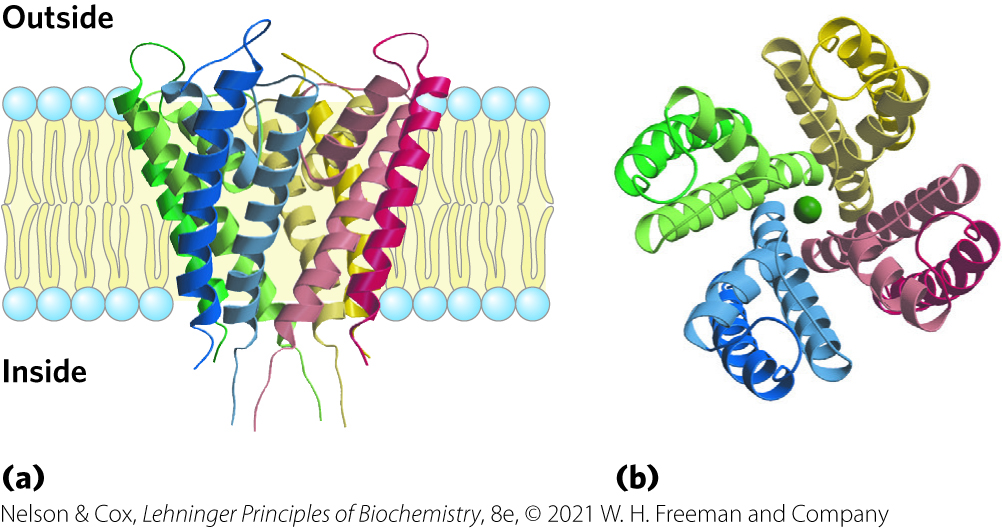 Outside
Inside
(a)
(b)
Nelson & Cox, Lehninger Principles of Biochemistry, 8e, © 2021 W. H. Freeman and Company